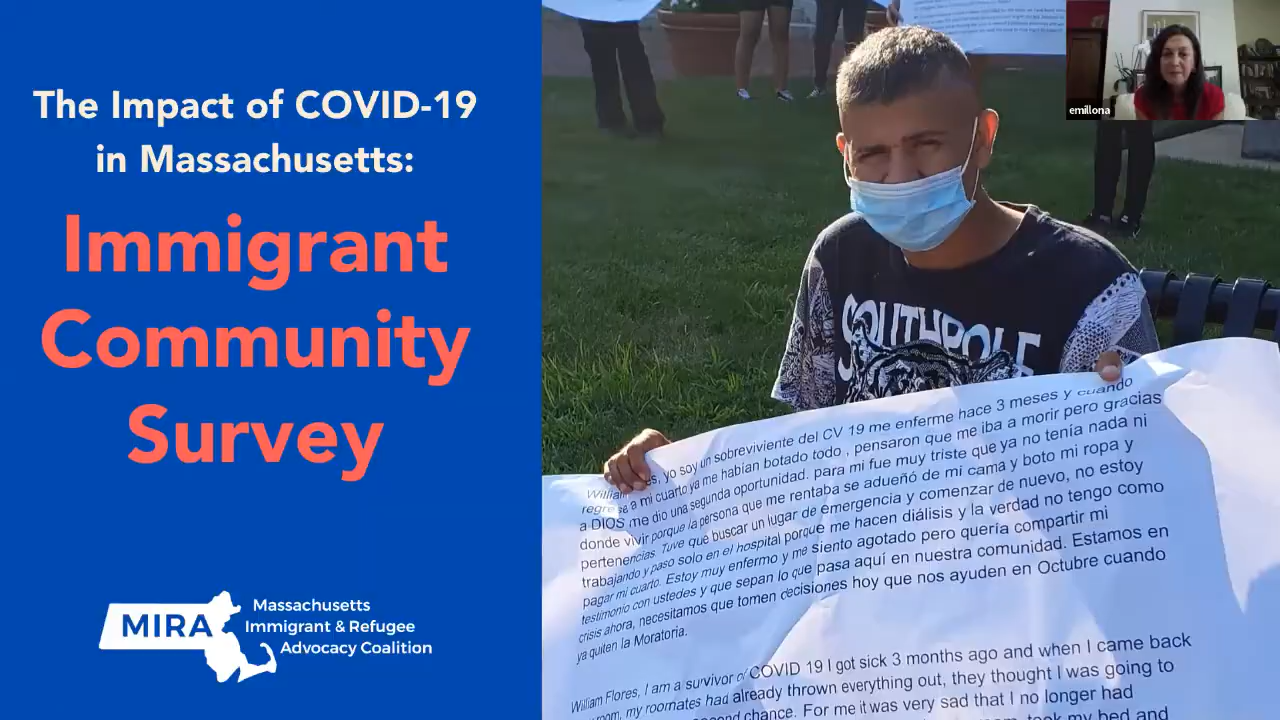 The Impact of COVID-19
in Massachusetts:
Immigrant
Community
Survey
MIRA
Massachusetts
Immigrant & Refugee
Advocacy Coalition
emillona
SOUTHPOLE
William es, yo soy un sobreviviente del CV 19 me enferme hace 3 meses y cuando
regrese a mi cuarto ya me habian botado todo , pensaron que me iba a morir pero gracias
a DIOS me dio una segunda oportunidad. para mi fue muy triste que ya no tenía nada ni
donde vivir porque la persona que me rentaba se adueñó de mi cama y boto mi ropa y
pertenencias. Tuve que buscar un lugar de emergencia y comenzar de nuevo, no estoy
trabajando y paso solo en el hospital porque me hacen diálisis y la verdad no tengo como
pagar mi cuarto. Estoy muy enfermo y me siento agotado pero quería compartir mi
testimonio con ustedes y que sepan lo que pasa aquí en nuestra comunidad. Estamos en
crisis ahora, necesitamos que tomen decisiones hoy que nos ayuden en Octubre cuando
ya quiten la Moratoria.
William Flores, I am a survivor of COVID 19 I got sick 3 months ago and when I came back
room, my roomates had already thrown everything out, they thought I was going to
second chance. For me it was very sad that I no longer had
took my bed and